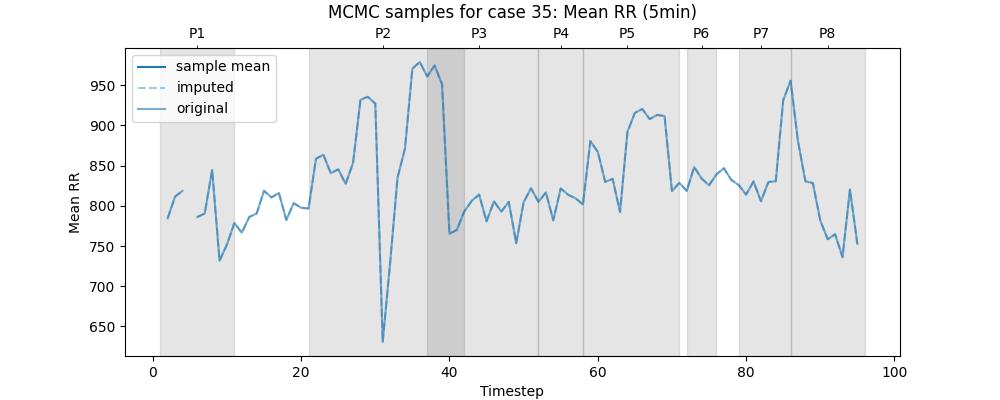 MCMC samples for case 35: Mean RR (5min)
P1 P2 P3 P4 P5 P6 P7 P8
sample mean
imputed
original
Mean RR
950
900
850
800
750
700
650
0 20 40 60 80 100
Timestep